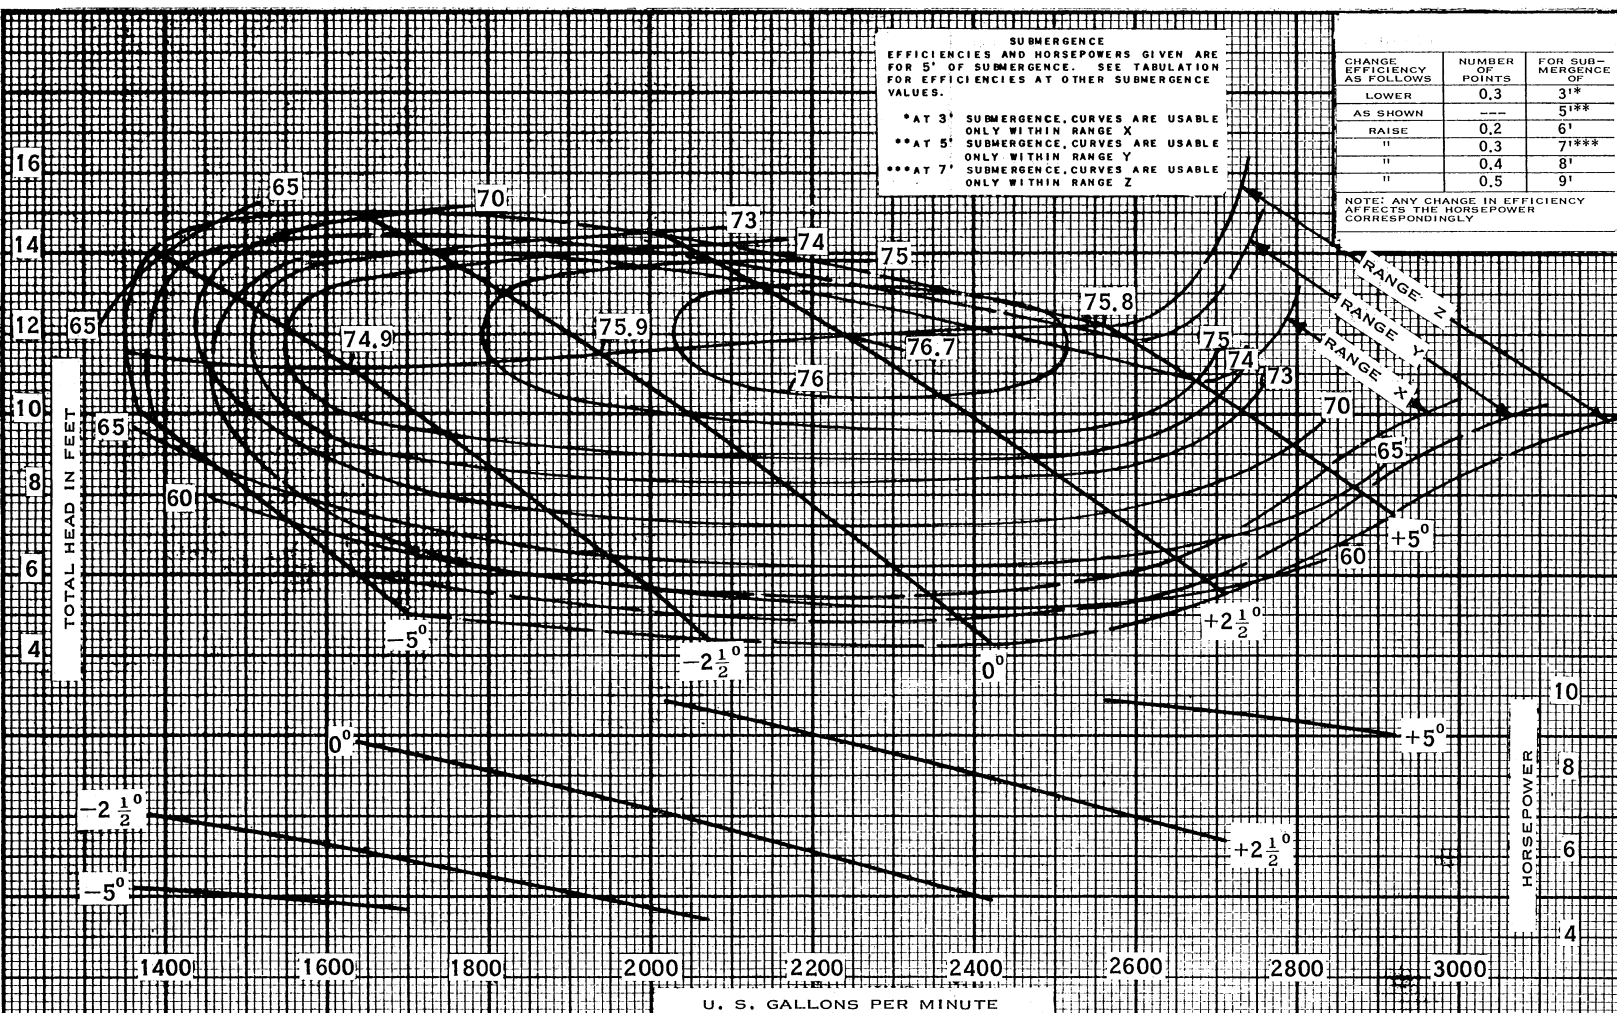 SUBMERGENCE
EFFICIENCIES AND HORSEPOWERS GIVEN ARE
FOR 5' OF SUBMERGENCE. SEE TABULATION
FOR EFFICIENCIES AT OTHER SUBMERGENCE
VALUES.
*AT 3' SUBMERGENCE, CURVES ARE USABLE
ONLY WITHIN RANGE X
**AT 5' SUBMERGENCE, CURVES ARE USABLE
ONLY WITHIN RANGE Y
***AT 7' SUBMERGENCE, CURVES ARE USABLE
ONLY WITHIN RANGE Z
CHANGE EFFICIENCY AS FOLLOWS NUMBER OF POINTS FOR SUB-MERGENCE OF
LOWER 0.3 3'*
AS SHOWN --- 5'**
RAISE 0.2 6'
" 0.3 7'***
" 0.4 8'
" 0.5 9'
NOTE: ANY CHANGE IN EFFICIENCY
AFFECTS THE HORSEPOWER
CORRESPONDINGLY
16
14
12
10
8
6
4
TOTAL HEAD IN FEET
65
70
73
74
75
75.8
RANGE Z
RANGE Y
RANGE X
65
74.9
75.9
76.7
76
75
74
73
70
65
65
60
60
+5°
+2 1/2°
0°
-2 1/2°
-5°
0°
-2 1/2°
-5°
+5°
+2 1/2°
10
8
6
4
HORSEPOWER
1400 1600 1800 2000 2200 2400 2600 2800 3000
U. S. GALLONS PER MINUTE